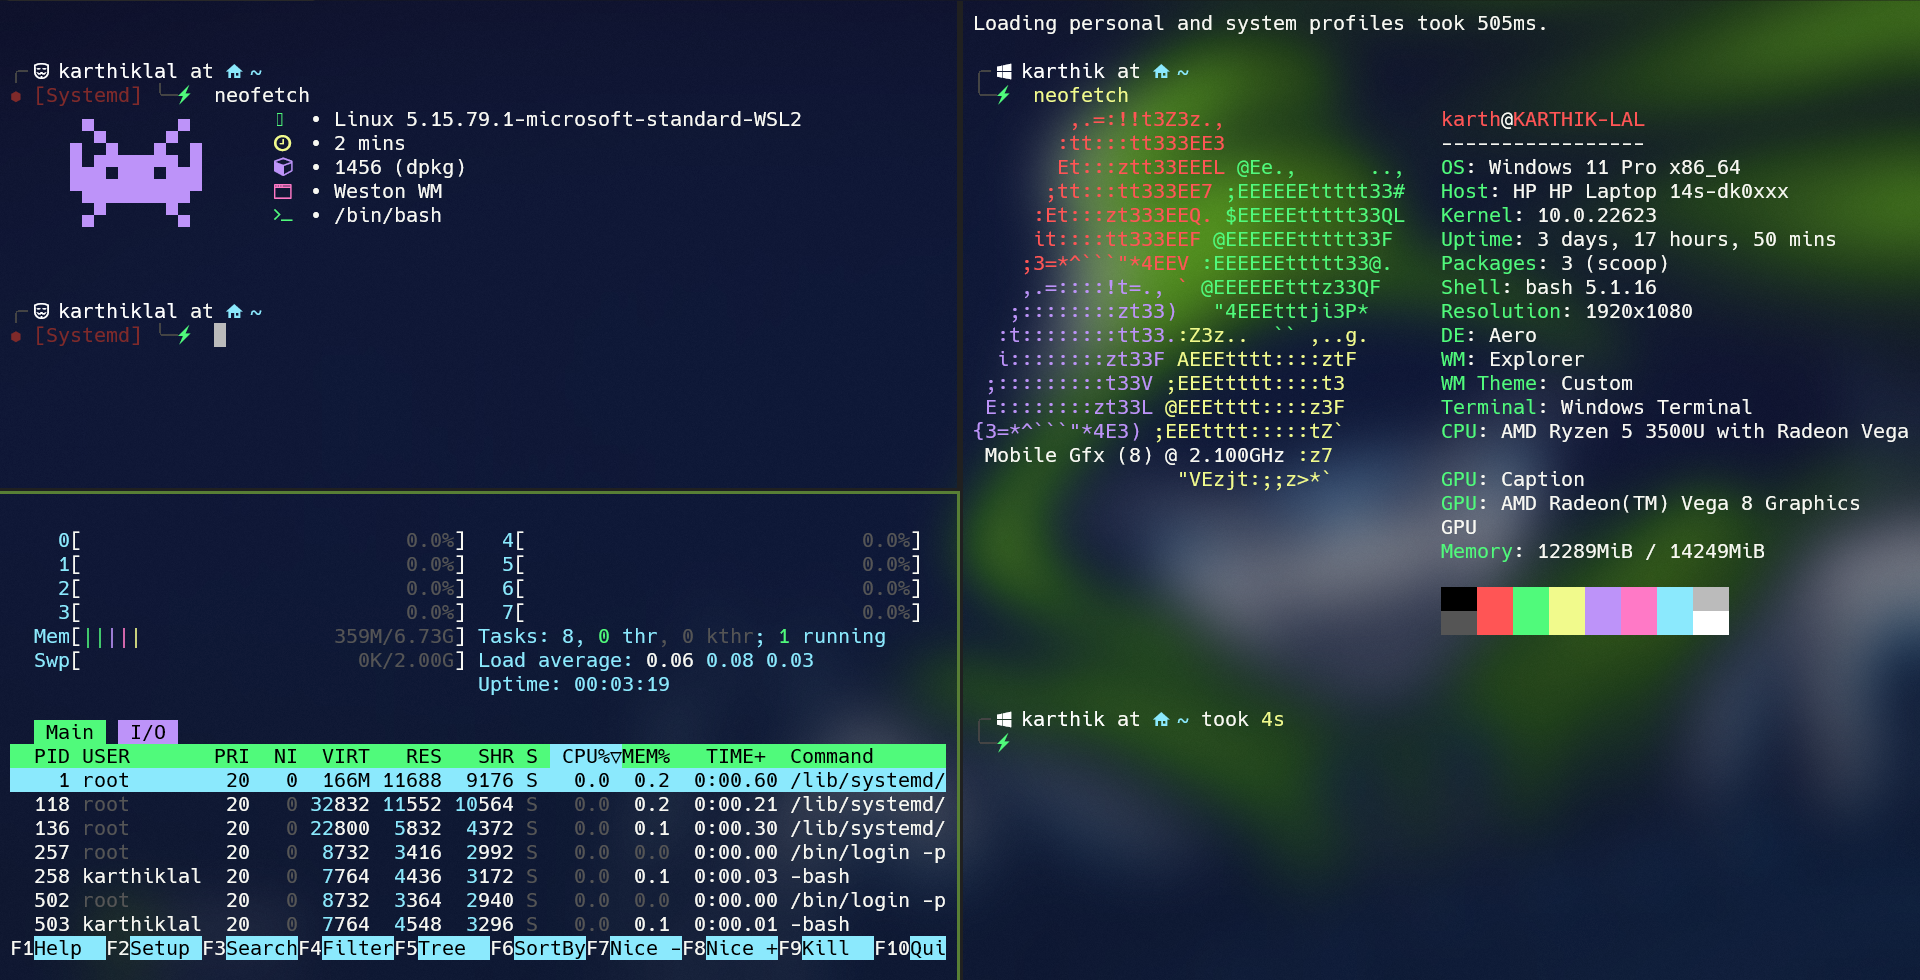 karthiklal at ~
[Systemd] neofetch
• Linux 5.15.79.1-microsoft-standard-WSL2
• 2 mins
• 1456 (dpkg)
• Weston WM
• /bin/bash
karthiklal at ~
[Systemd]
0[ 0.0%] 4[ 0.0%]
1[ 0.0%] 5[ 0.0%]
2[ 0.0%] 6[ 0.0%]
3[ 0.0%] 7[ 0.0%]
Mem[||||| 359M/6.73G] Tasks: 8, 0 thr, 0 kthr; 1 running
Swp[ 0K/2.00G] Load average: 0.06 0.08 0.03
Uptime: 00:03:19
Main I/O
PID USER PRI NI VIRT RES SHR S CPU%▽MEM% TIME+ Command
1 root 20 0 166M 11688 9176 S 0.0 0.2 0:00.60 /lib/systemd/
118 root 20 0 32832 11552 10564 S 0.0 0.2 0:00.21 /lib/systemd/
136 root 20 0 22800 5832 4372 S 0.0 0.1 0:00.30 /lib/systemd/
257 root 20 0 8732 3416 2992 S 0.0 0.0 0:00.00 /bin/login -p
258 karthiklal 20 0 7764 4436 3172 S 0.0 0.1 0:00.03 -bash
502 root 20 0 8732 3364 2940 S 0.0 0.0 0:00.00 /bin/login -p
503 karthiklal 20 0 7764 4548 3296 S 0.0 0.1 0:00.01 -bash
F1Help F2Setup F3SearchF4FilterF5Tree F6SortByF7Nice -F8Nice +F9Kill F10Qui
Loading personal and system profiles took 505ms.
karthik at ~
neofetch
,.=:!!t3Z3z., karth@KARTHIK-LAL
:tt:::tt333EE3 -----------------
Et:::ztt33EEEL @Ee., .., OS: Windows 11 Pro x86_64
;tt:::tt333EE7 ;EEEEEEttttt33# Host: HP HP Laptop 14s-dk0xxx
:Et:::zt333EEQ. $EEEEEttttt33QL Kernel: 10.0.22623
it::::tt333EEF @EEEEEEttttt33F Uptime: 3 days, 17 hours, 50 mins
;3=*^```"*4EEV :EEEEEEttttt33@. Packages: 3 (scoop)
,.=::::!t=., ` @EEEEEEtttz33QF Shell: bash 5.1.16
;::::::::zt33) "4EEEtttji3P* Resolution: 1920x1080
:t::::::::tt33.:Z3z.. `` ,..g. DE: Aero
i::::::::zt33F AEEEtttt::::ztF WM: Explorer
;:::::::::t33V ;EEEttttt::::t3 WM Theme: Custom
E::::::::zt33L @EEEtttt::::z3F Terminal: Windows Terminal
{3=*^```"*4E3) ;EEEtttt:::::tZ` CPU: AMD Ryzen 5 3500U with Radeon Vega
Mobile Gfx (8) @ 2.100GHz :z7
"VEzjt:;;z>*` GPU: Caption
GPU: AMD Radeon(TM) Vega 8 Graphics
GPU
Memory: 12289MiB / 14249MiB
karthik at ~ took 4s